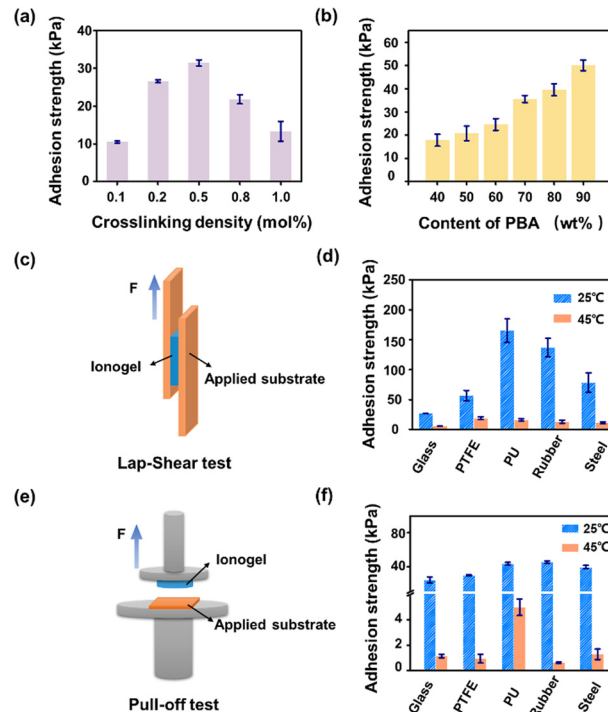 (a)
Adhesion strength (kPa)
40
30
20
10
0
0.1 0.2 0.5 0.8 1.0
Crosslinking density (mol%)
(b)
Adhesion strength (kPa)
60
50
40
30
20
10
0
40 50 60 70 80 90
Content of PBA (wt%)
(c)
F
Ionogel
Applied substrate
Lap-Shear test
(d)
Adhesion strength (kPa)
250
200
150
100
50
0
25℃
45℃
Glass PTFE PU Rubber Steel
(e)
F
Ionogel
Applied substrate
Pull-off test
(f)
Adhesion strength (kPa)
80
40
4
2
0
25℃
45℃
Glass PTFE PU Rubber Steel